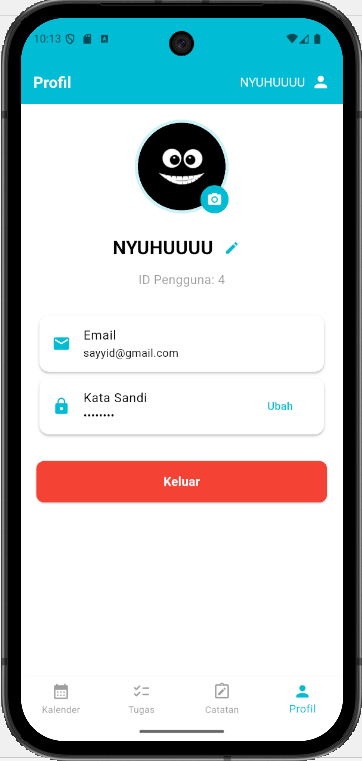 10:13
Profil
NYUHUUUU
NYUHUUUU
ID Pengguna: 4
Email
sayyid@gmail.com
Kata Sandi
••••••••
Ubah
Keluar
Kalender
Tugas
Catatan
Profil